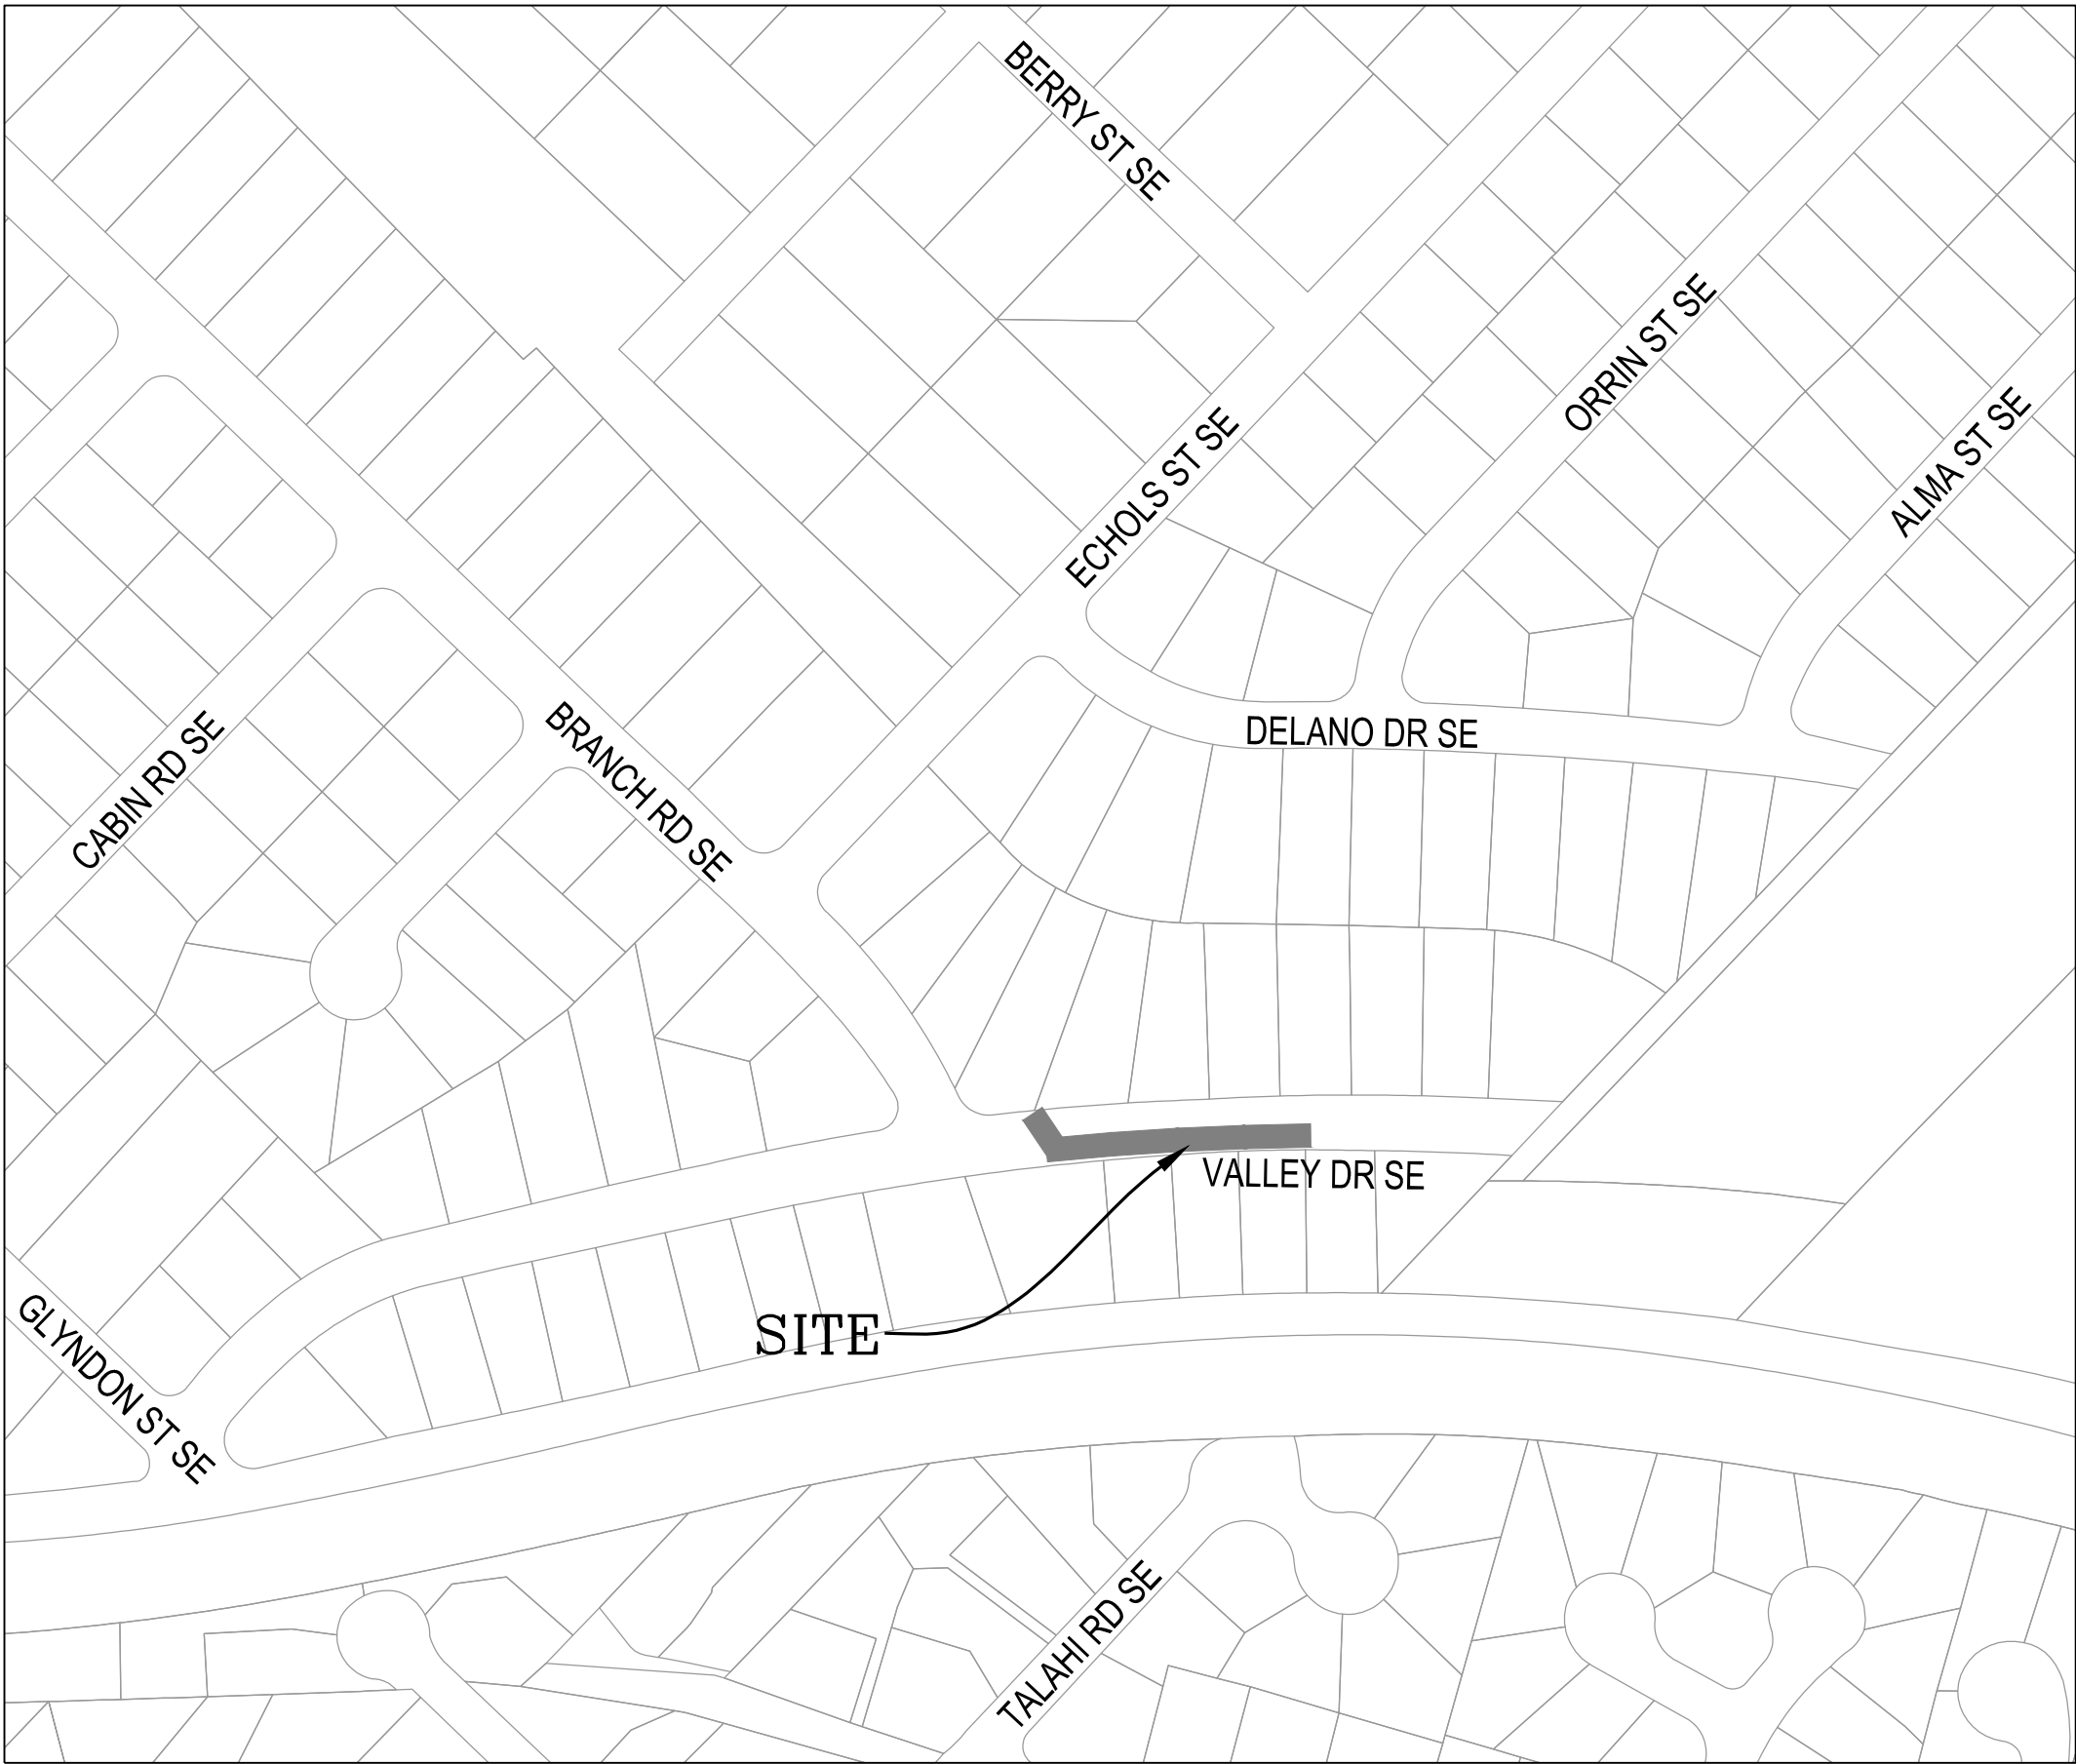 BERRY ST SE
ORRIN ST SE
ALMA ST SE
ECHOLS ST SE
CABIN RD SE
BRANCH RD SE
DELANO DR SE
VALLEY DR SE
SITE
GLYNDON ST SE
TALAHI RD SE